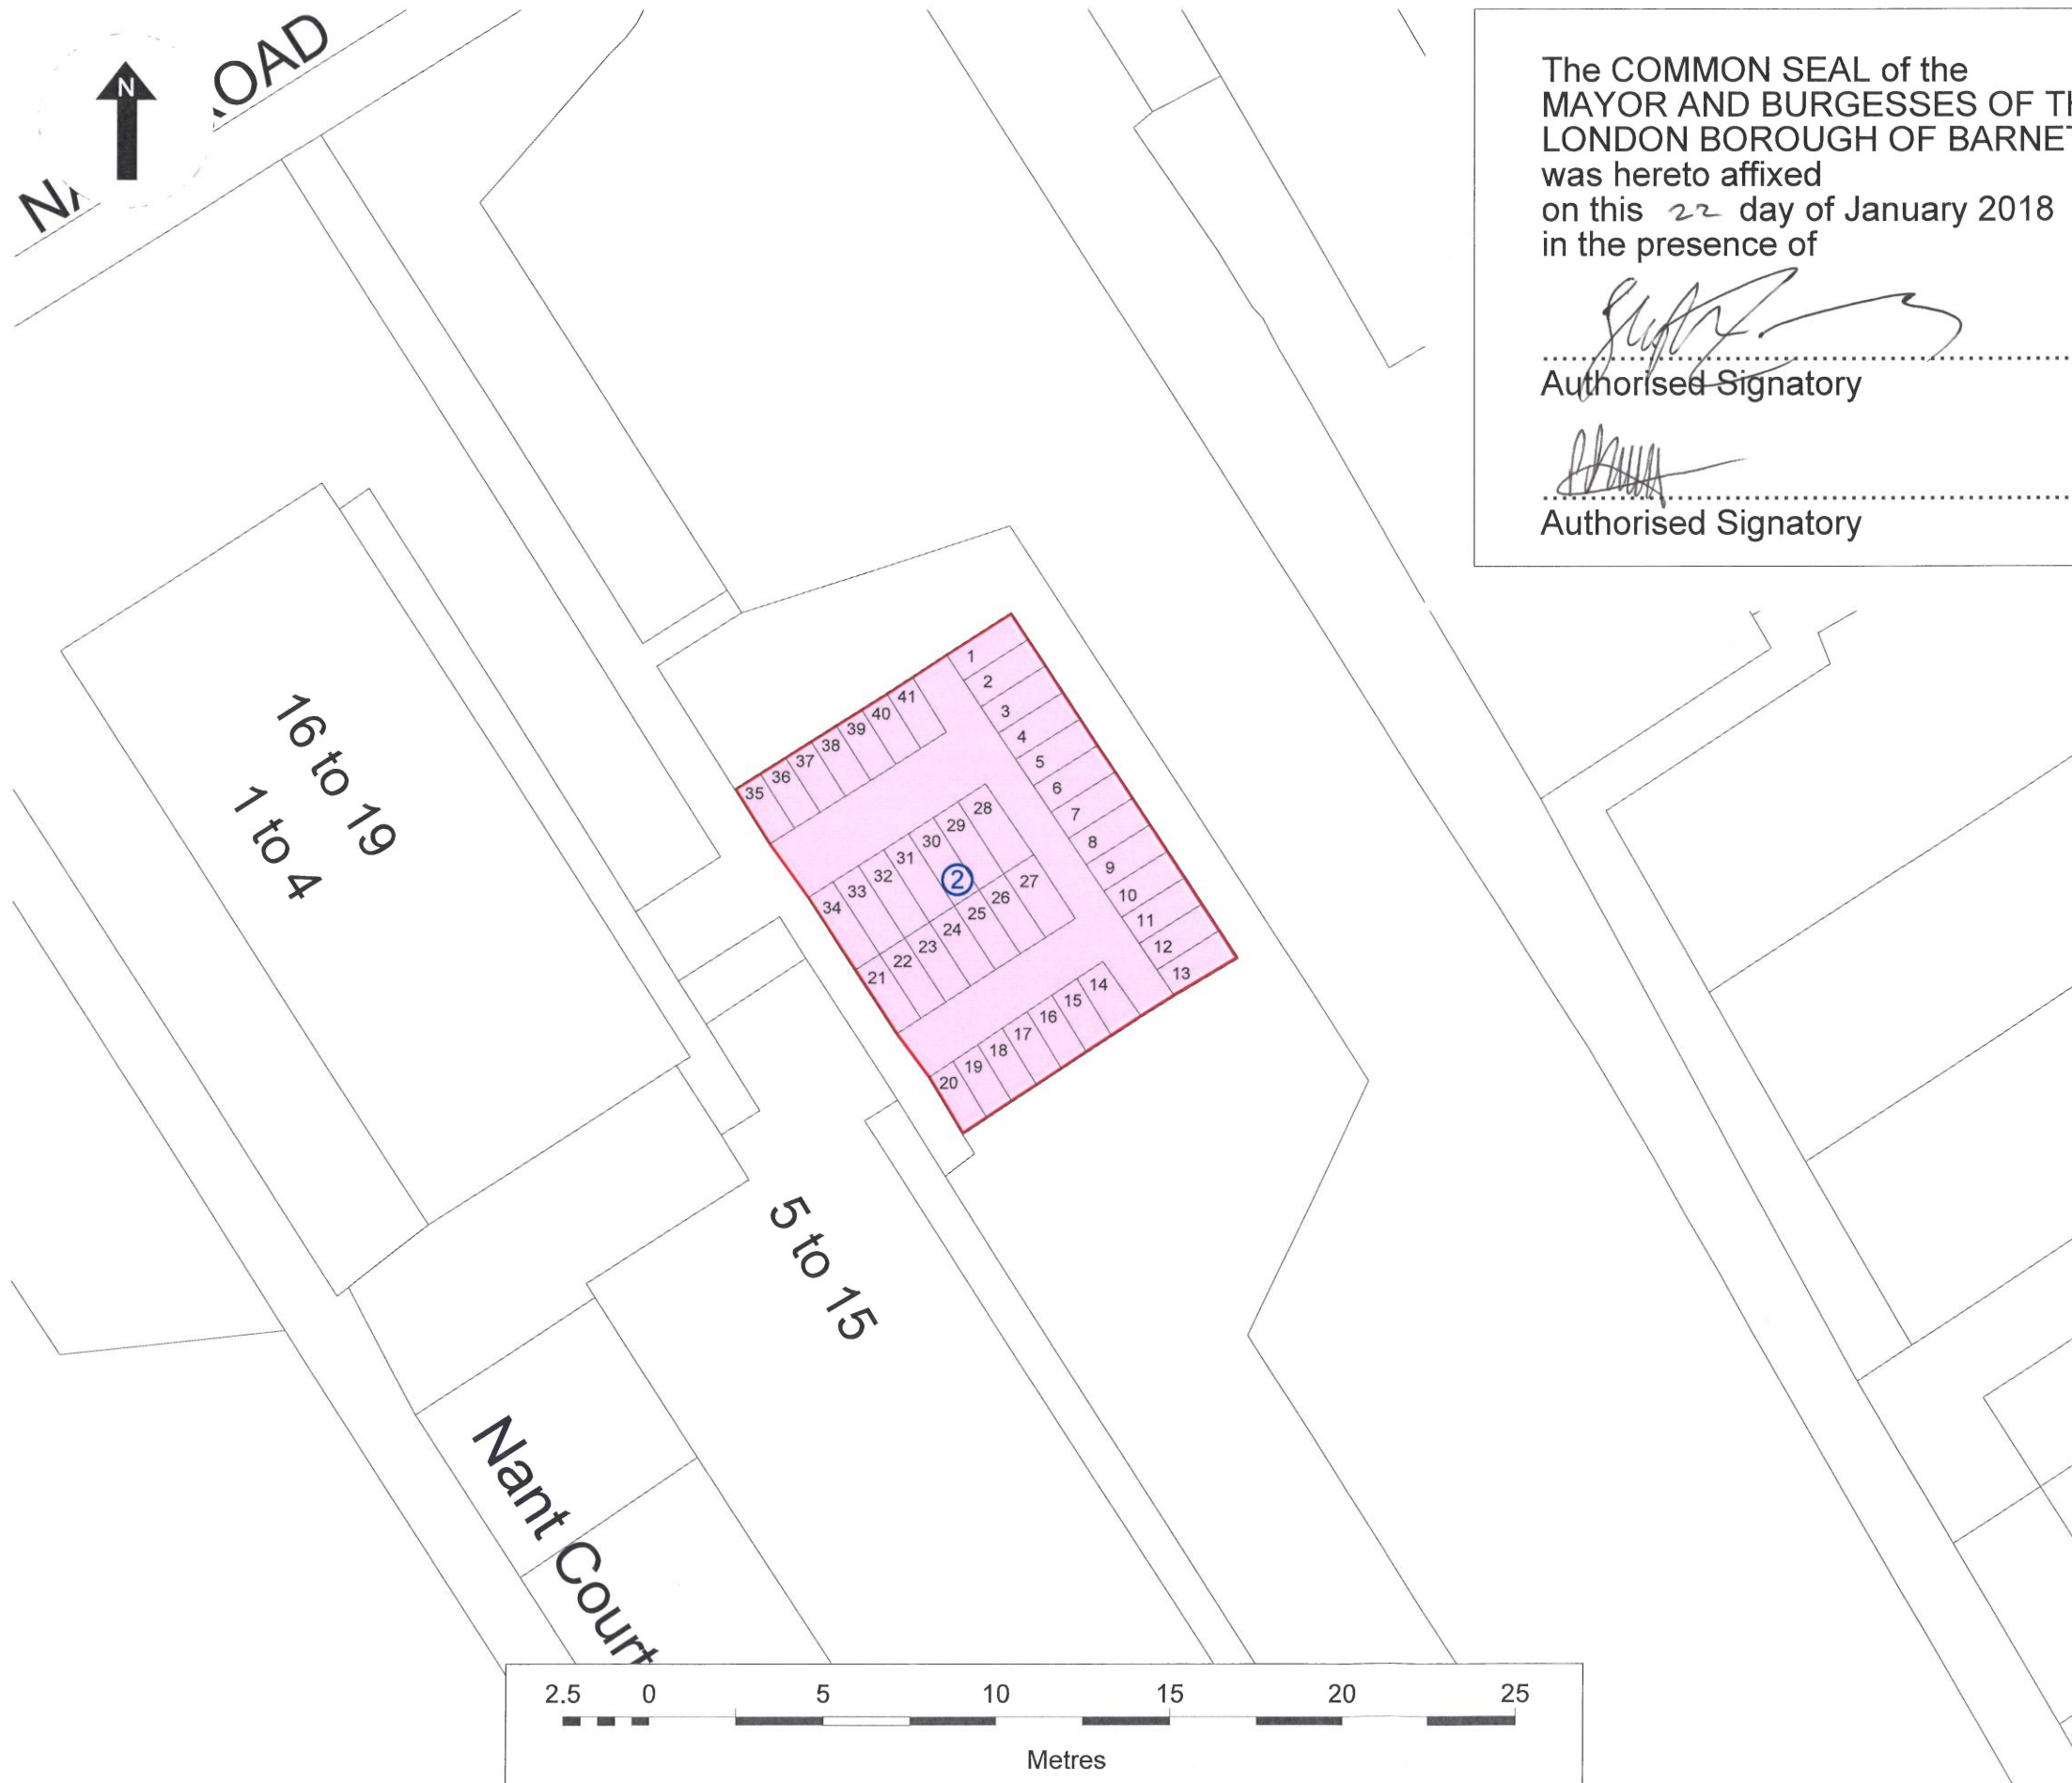 N
The COMMON SEAL of the
MAYOR AND BURGESSES OF
LONDON BOROUGH OF
was hereto affixed
on this 22 day of January 2018
in the presence of
Authorised Signatory
Authorised Signatory
16 to 19
1 to 4
1
2
3
4
5
6
7
8
9
10
11
12
13
41
40
39
38
37
36
35
28
29
30
31
32
33
34
2
27
26
25
24
23
22
21
14
15
16
17
18
19
20
5 to 15
Nant Court
2.5 0 5 10 15 20 25
Metres